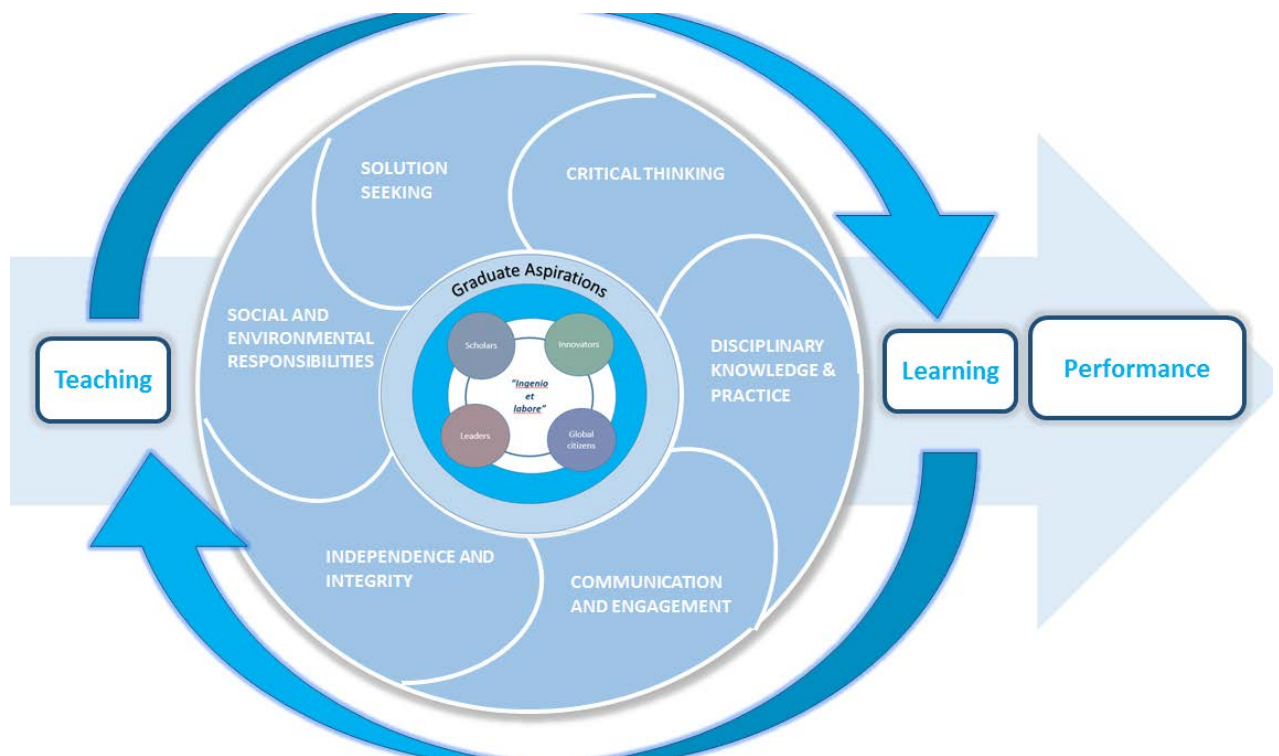 SOLUTION
SEEKING
CRITICAL THINKING
Graduate Aspirations
SOCIAL AND
ENVIRONMENTAL
RESPONSIBILITIES
Scholars
Innovators
"Ingenio
et
labore"
Leaders
Global
citizens
DISCIPLINARY
KNOWLEDGE &
PRACTICE
Teaching
Learning
Performance
INDEPENDENCE AND
INTEGRITY
COMMUNICATION
AND ENGAGEMENT